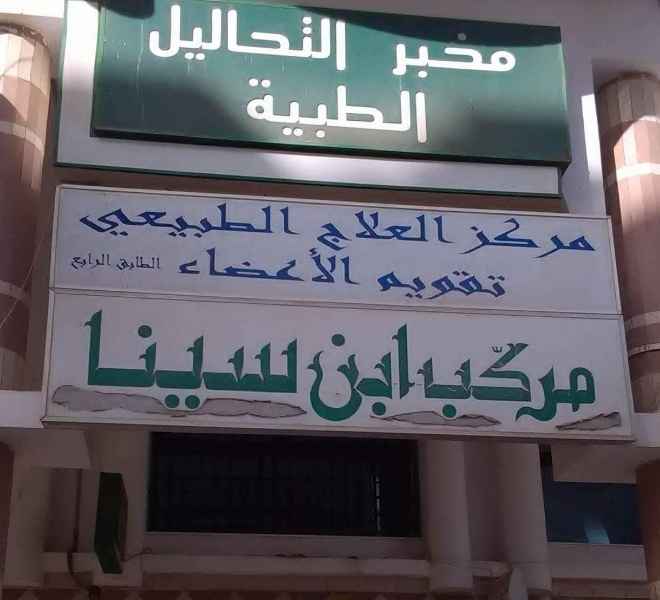 مخبر التحاليل
الطبية
مركز العلاج الطبيعي
تقويم الأعضاء الطابق الرابع
مركّب ابن سينا